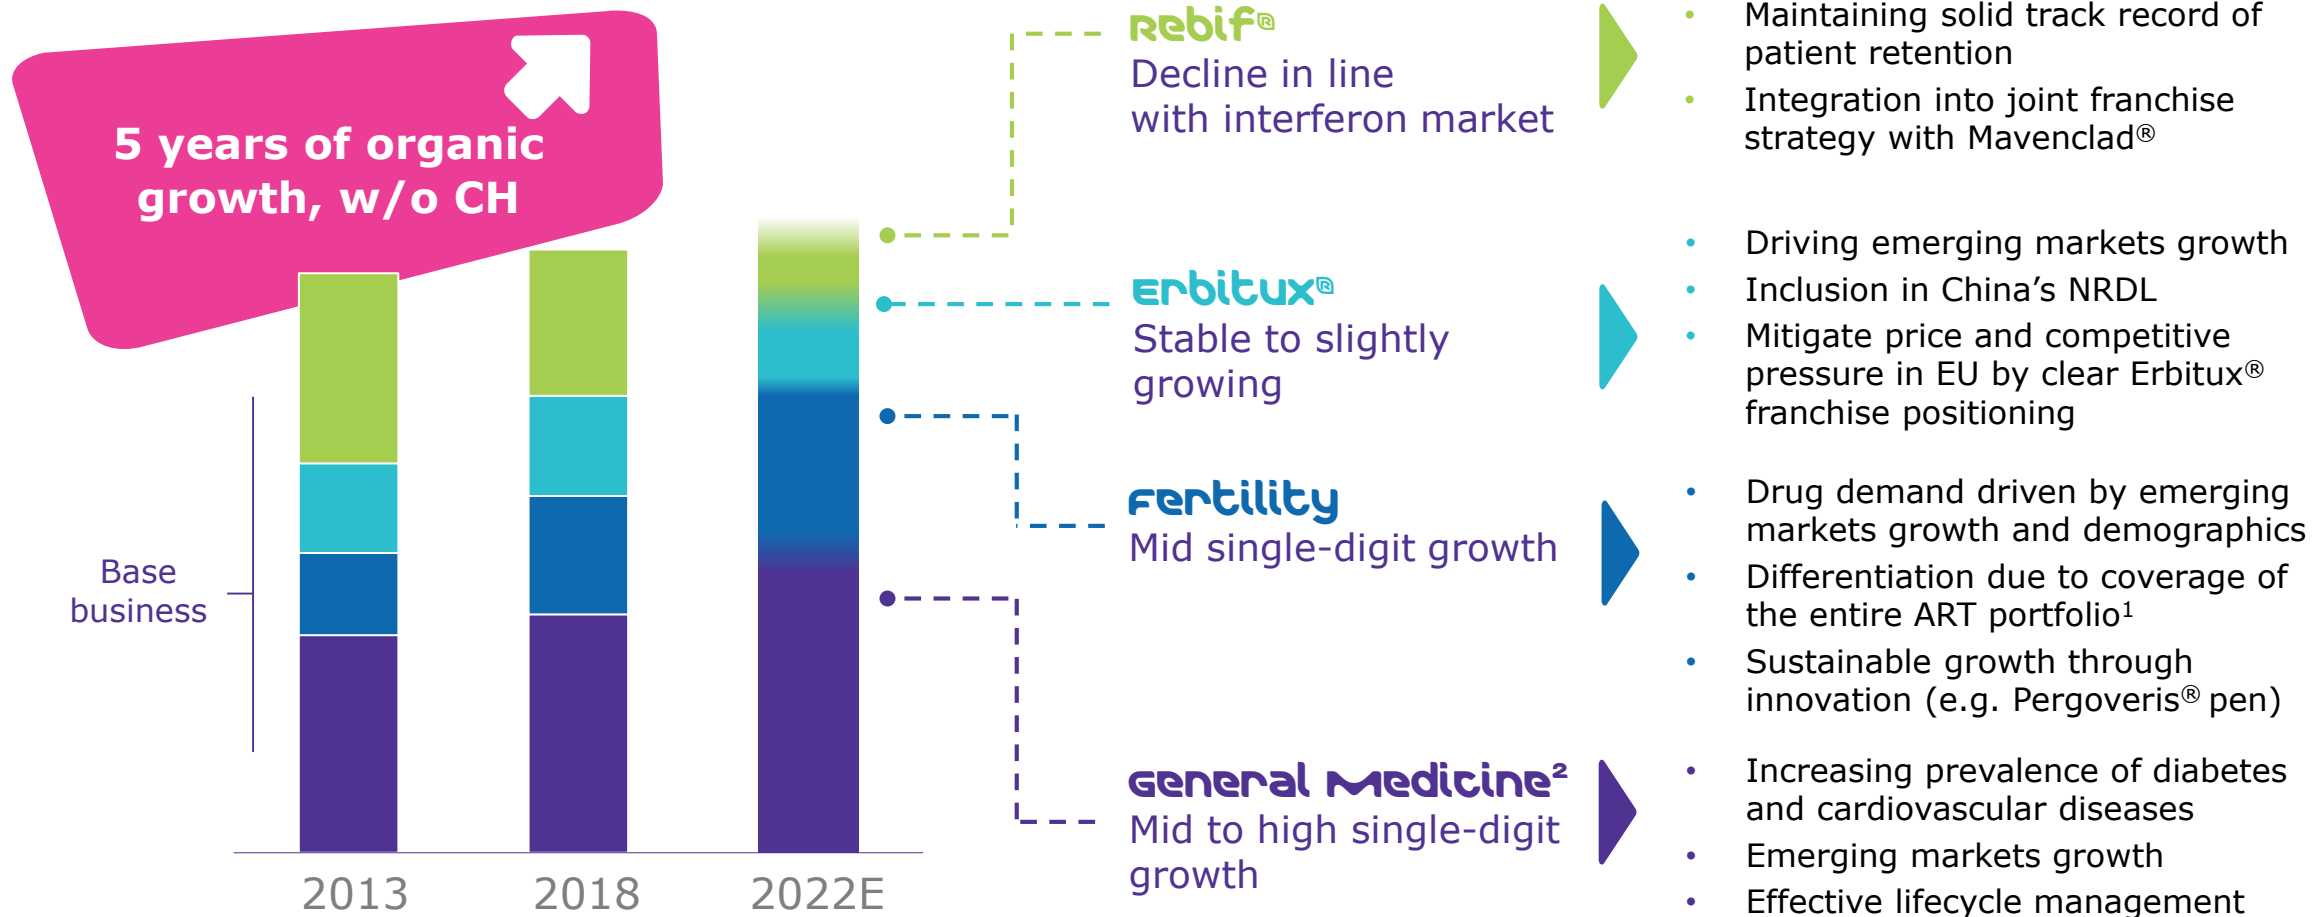 5 years of organic
growth, w/o CH
Base
business
2013
2018
2022E
Rebif®
Decline in line
with interferon market
Maintaining solid track record of
patient retention
Integration into joint franchise
strategy with Mavenclad®
Erbitux®
Stable to slightly
growing
Driving emerging markets growth
Inclusion in China’s NRDL
Mitigate price and competitive
pressure in EU by clear Erbitux®
franchise positioning
Fertility
Mid single-digit growth
Drug demand driven by emerging
markets growth and demographics
Differentiation due to coverage of
the entire ART portfolio¹
Sustainable growth through
innovation (e.g. Pergoveris® pen)
General Medicine²
Mid to high single-digit
growth
Increasing prevalence of diabetes
and cardiovascular diseases
Emerging markets growth
Effective lifecycle management